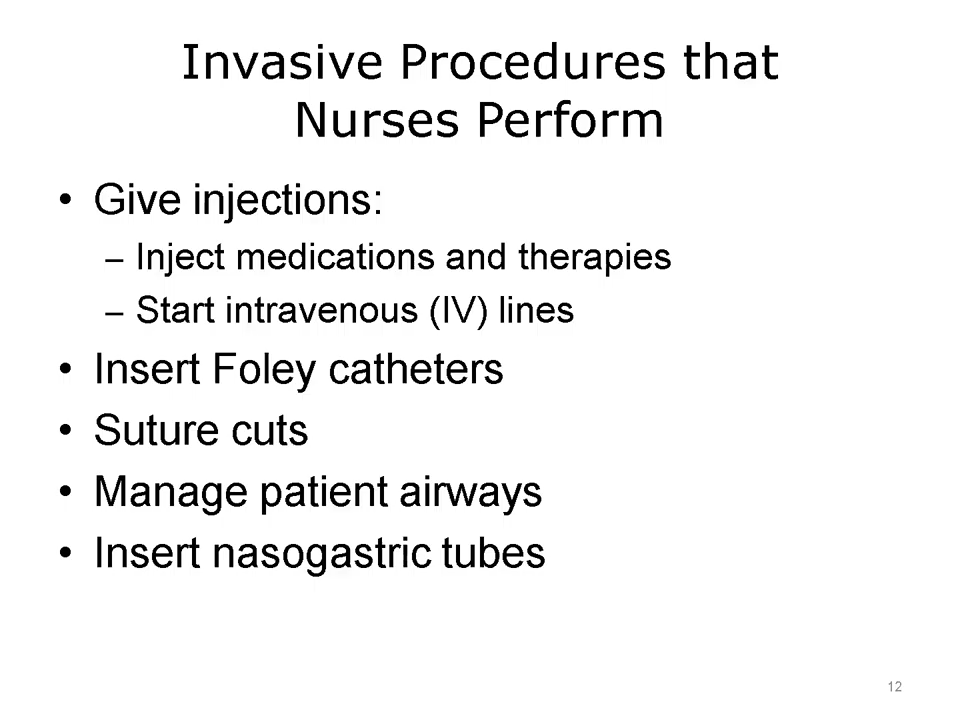 Invasive Procedures that
Nurses Perform
• Give injections:
– Inject medications and therapies
– Start intravenous (IV) lines
• Insert Foley catheters
• Suture cuts
• Manage patient airways
• Insert nasogastric tubes
12